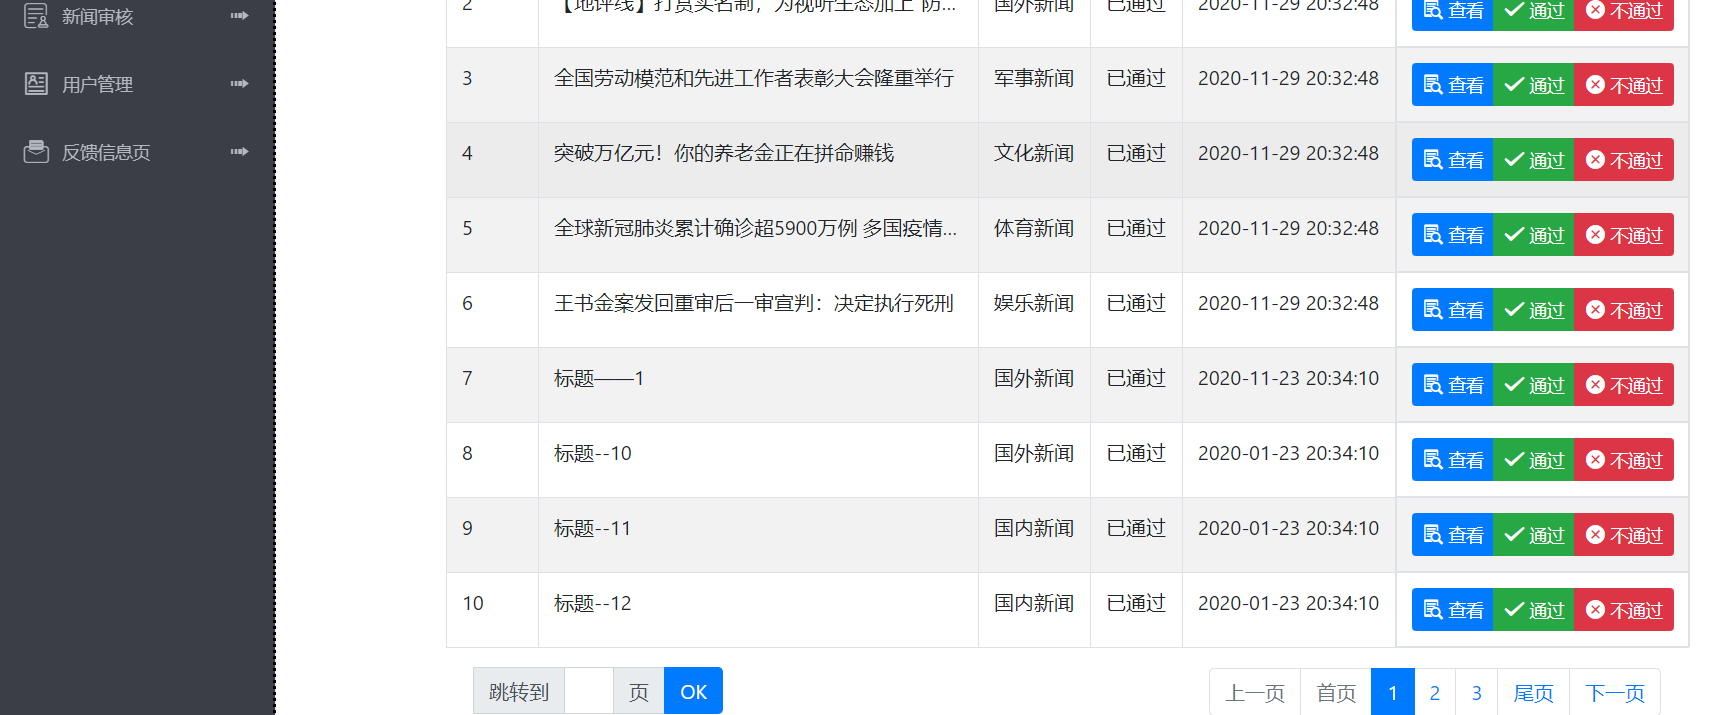 新闻审核
用户管理
反馈信息页
2 【地评线】打赏实名制，为视听生态加上“防... 国外新闻 已通过 2020-11-29 20:32:48 查看 通过 不通过
3 全国劳动模范和先进工作者表彰大会隆重举行 军事新闻 已通过 2020-11-29 20:32:48 查看 通过 不通过
4 突破万亿元！你的养老金正在拼命赚钱 文化新闻 已通过 2020-11-29 20:32:48 查看 通过 不通过
5 全球新冠肺炎累计确诊超5900万例 多国疫情... 体育新闻 已通过 2020-11-29 20:32:48 查看 通过 不通过
6 王书金案发回重审后一审宣判：决定执行死刑 娱乐新闻 已通过 2020-11-29 20:32:48 查看 通过 不通过
7 标题——1 国外新闻 已通过 2020-11-23 20:34:10 查看 通过 不通过
8 标题--10 国外新闻 已通过 2020-01-23 20:34:10 查看 通过 不通过
9 标题--11 国内新闻 已通过 2020-01-23 20:34:10 查看 通过 不通过
10 标题--12 国内新闻 已通过 2020-01-23 20:34:10 查看 通过 不通过
跳转到 页 OK 上一页 首页 1 2 3 尾页 下一页